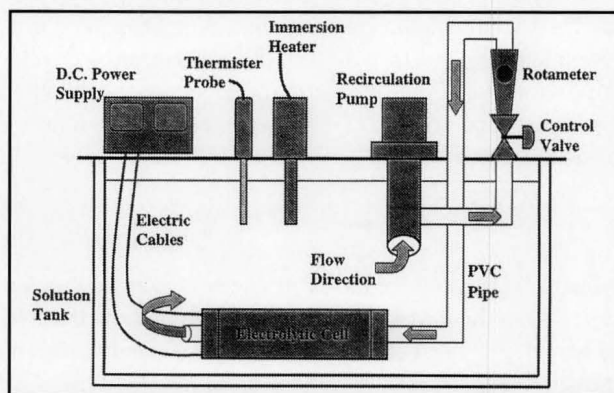 Immersion
Heater
D.C. Power
Supply
Thermister
Probe
Recirculation
Pump
Rotameter
Control
Valve
Electric
Cables
Flow
Direction
PVC
Pipe
Solution
Tank
Electrolytic Cell